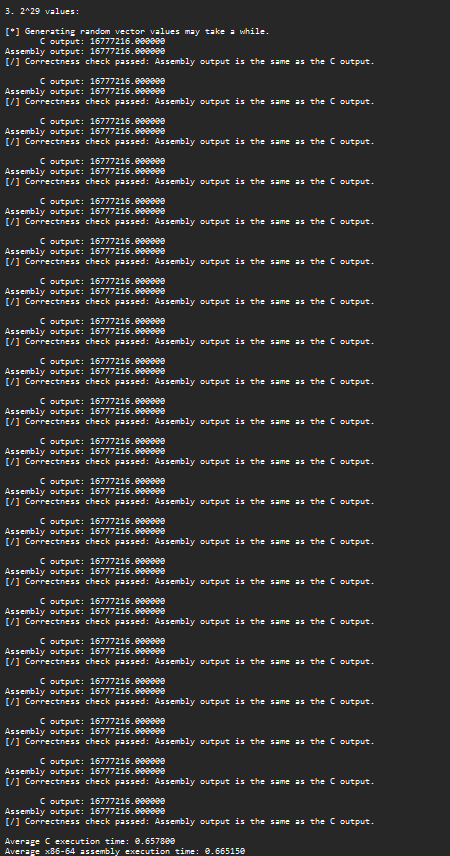 3. 2^29 values:
[*] Generating random vector values may take a while.
C output: 16777216.000000
Assembly output: 16777216.000000
[/] Correctness check passed: Assembly output is the same as the C output.
C output: 16777216.000000
Assembly output: 16777216.000000
[/] Correctness check passed: Assembly output is the same as the C output.
C output: 16777216.000000
Assembly output: 16777216.000000
[/] Correctness check passed: Assembly output is the same as the C output.
C output: 16777216.000000
Assembly output: 16777216.000000
[/] Correctness check passed: Assembly output is the same as the C output.
C output: 16777216.000000
Assembly output: 16777216.000000
[/] Correctness check passed: Assembly output is the same as the C output.
C output: 16777216.000000
Assembly output: 16777216.000000
[/] Correctness check passed: Assembly output is the same as the C output.
C output: 16777216.000000
Assembly output: 16777216.000000
[/] Correctness check passed: Assembly output is the same as the C output.
C output: 16777216.000000
Assembly output: 16777216.000000
[/] Correctness check passed: Assembly output is the same as the C output.
C output: 16777216.000000
Assembly output: 16777216.000000
[/] Correctness check passed: Assembly output is the same as the C output.
C output: 16777216.000000
Assembly output: 16777216.000000
[/] Correctness check passed: Assembly output is the same as the C output.
C output: 16777216.000000
Assembly output: 16777216.000000
[/] Correctness check passed: Assembly output is the same as the C output.
C output: 16777216.000000
Assembly output: 16777216.000000
[/] Correctness check passed: Assembly output is the same as the C output.
C output: 16777216.000000
Assembly output: 16777216.000000
[/] Correctness check passed: Assembly output is the same as the C output.
C output: 16777216.000000
Assembly output: 16777216.000000
[/] Correctness check passed: Assembly output is the same as the C output.
C output: 16777216.000000
Assembly output: 16777216.000000
[/] Correctness check passed: Assembly output is the same as the C output.
C output: 16777216.000000
Assembly output: 16777216.000000
[/] Correctness check passed: Assembly output is the same as the C output.
C output: 16777216.000000
Assembly output: 16777216.000000
[/] Correctness check passed: Assembly output is the same as the C output.
C output: 16777216.000000
Assembly output: 16777216.000000
[/] Correctness check passed: Assembly output is the same as the C output.
C output: 16777216.000000
Assembly output: 16777216.000000
[/] Correctness check passed: Assembly output is the same as the C output.
C output: 16777216.000000
Assembly output: 16777216.000000
[/] Correctness check passed: Assembly output is the same as the C output.
Average C execution time: 0.657800
Average x86-64 assembly execution time: 0.665150